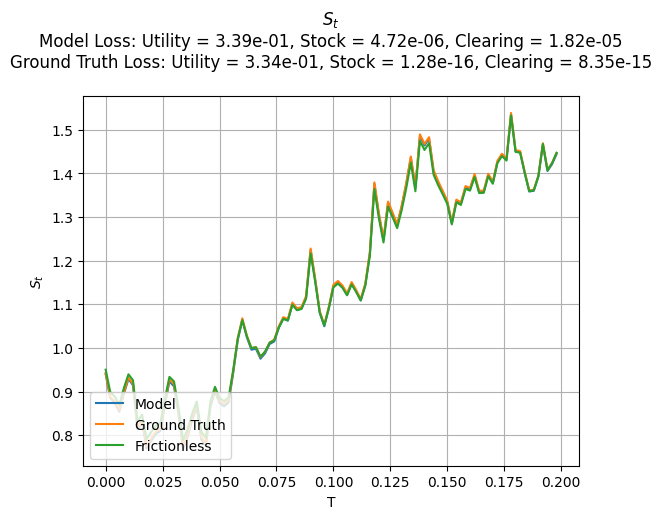 $S_t$
Model Loss: Utility = 3.39e-01, Stock = 4.72e-06, Clearing = 1.82e-05
Ground Truth Loss: Utility = 3.34e-01, Stock = 1.28e-16, Clearing = 8.35e-15
1.5
1.4
1.3
1.2
1.1
1.0
0.9
0.8
$S_t$
Model
Ground Truth
Frictionless
0.000 0.025 0.050 0.075 0.100 0.125 0.150 0.175 0.200
T